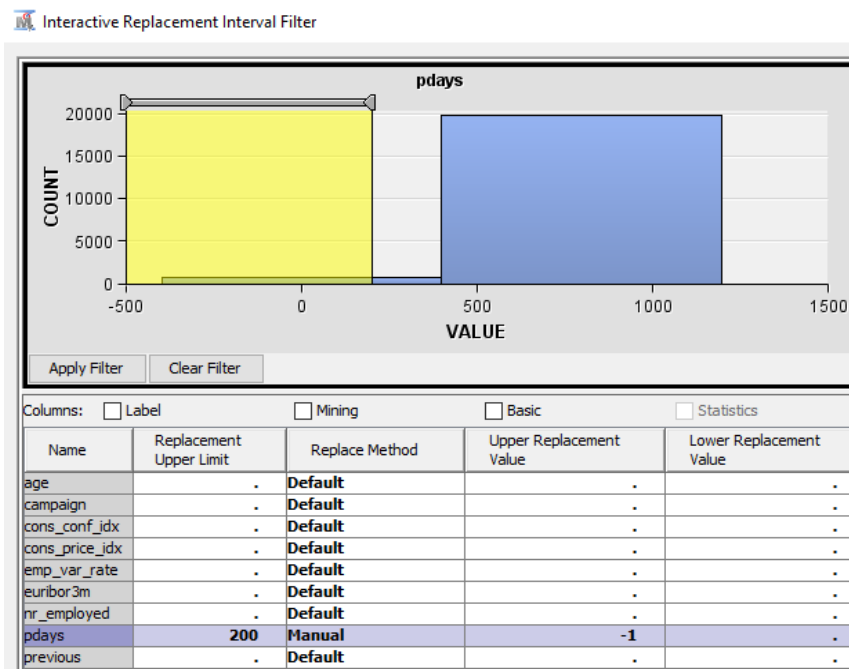 Interactive Replacement Interval Filter
pdays
20000
15000
10000
5000
0
COUNT
-500 0 500 1000 1500
VALUE
Apply Filter Clear Filter
Columns: Label Mining Basic Statistics
Name Replacement Upper Limit Replace Method Upper Replacement Value Lower Replacement Value
age . Default . .
campaign . Default . .
cons_conf_idx . Default . .
cons_price_idx . Default . .
emp_var_rate . Default . .
euribor3m . Default . .
nr_employed . Default . .
pdays 200 Manual -1 .
previous . Default . .